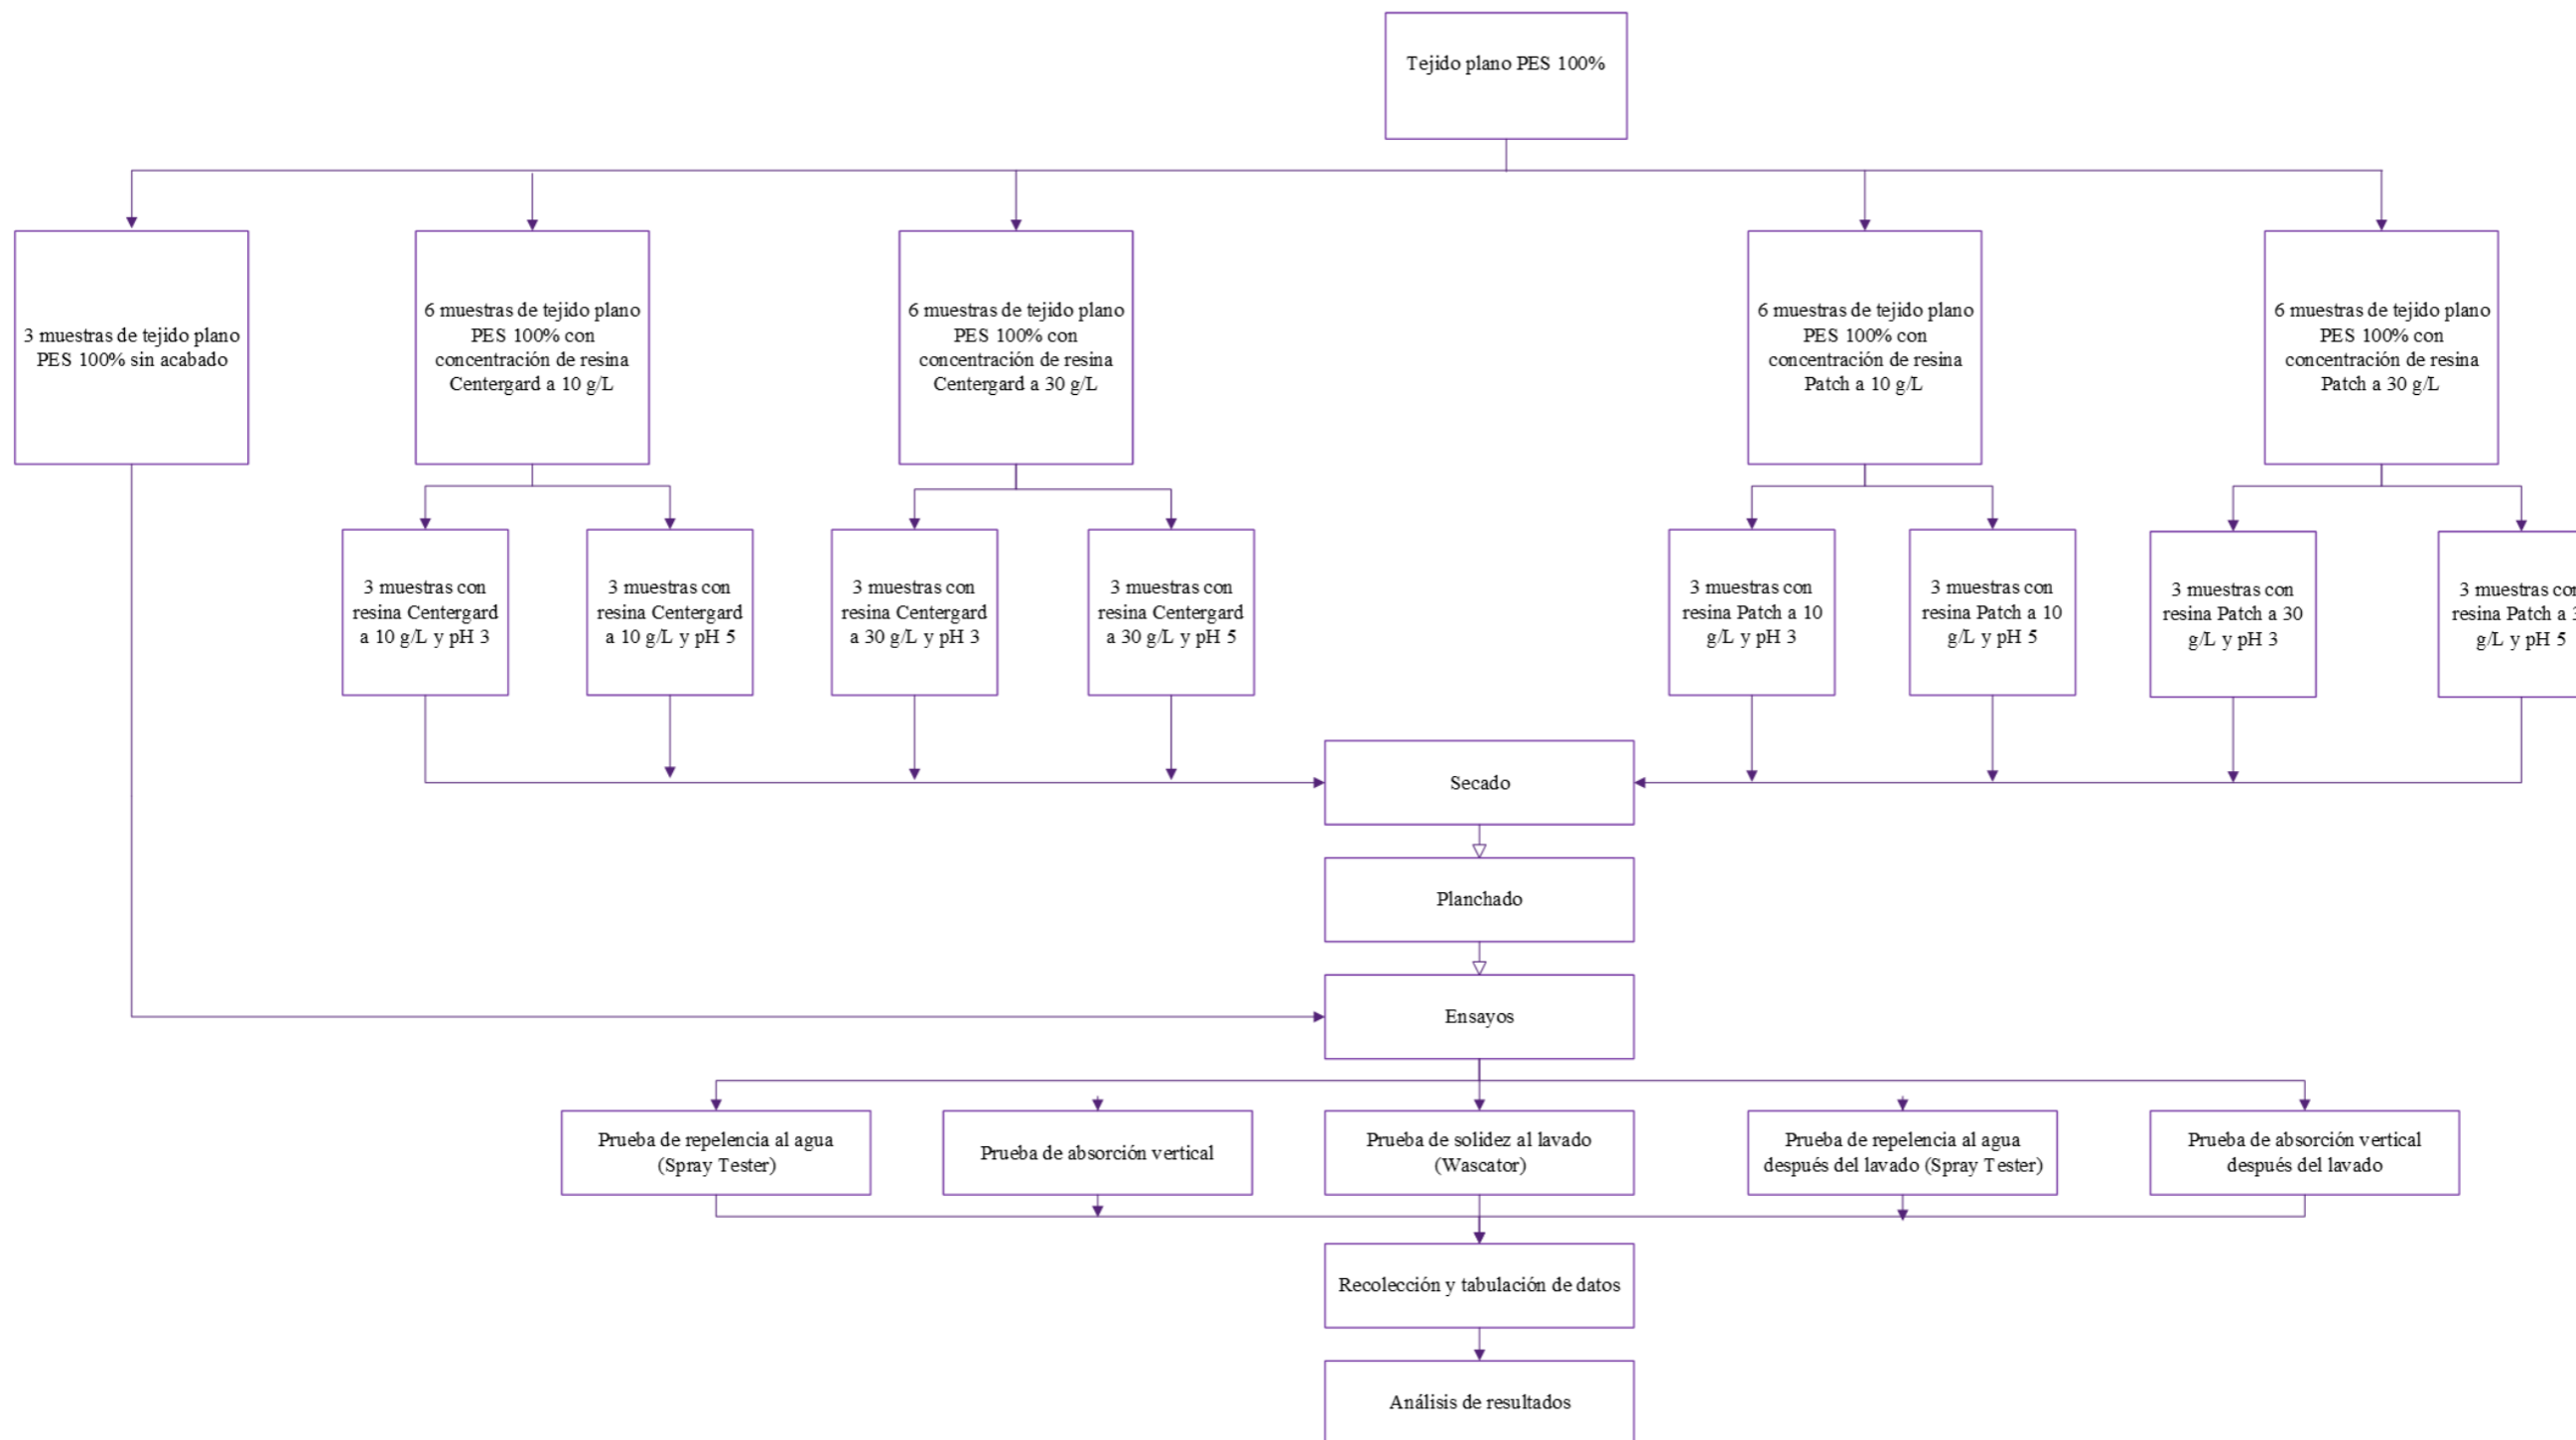 Tejido plano PES 100%
3 muestras de tejido plano
PES 100% sin acabado
6 muestras de tejido plano
PES 100% con
concentración de resina
Centergard a 10 g/L
6 muestras de tejido plano
PES 100% con
concentración de resina
Centergard a 30 g/L
6 muestras de tejido plano
PES 100% con
concentración de resina
Patch a 10 g/L
6 muestras de tejido plano
PES 100% con
concentración de resina
Patch a 30 g/L
3 muestras con
resina Centergard
a 10 g/L y pH 3
3 muestras con
resina Centergard
a 10 g/L y pH 5
3 muestras con
resina Centergard
a 30 g/L y pH 3
3 muestras con
resina Centergard
a 30 g/L y pH 5
3 muestras con
resina Patch a 10
g/L y pH 3
3 muestras con
resina Patch a 10
g/L y pH 5
3 muestras con
resina Patch a 30
g/L y pH 3
3 muestras con
resina Patch a
g/L y pH 5
Secado
Planchado
Ensayos
Prueba de repelencia al agua
(Spray Tester)
Prueba de absorción vertical
Prueba de solidez al lavado
(Wascator)
Prueba de repelencia al agua
después del lavado (Spray Tester)
Prueba de absorción vertical
después del lavado
Recolección y tabulación de datos
Análisis de resultados